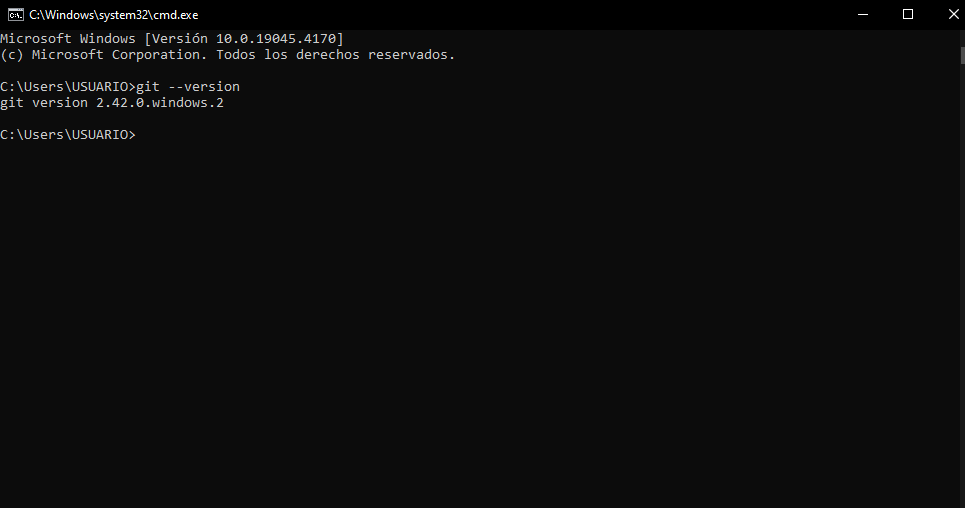 C:\Windows\system32\cmd.exe
Microsoft Windows [Versión 10.0.19045.4170]
(c) Microsoft Corporation. Todos los derechos reservados.
C:\Users\USUARIO>git --version
git version 2.42.0.windows.2
C:\Users\USUARIO>